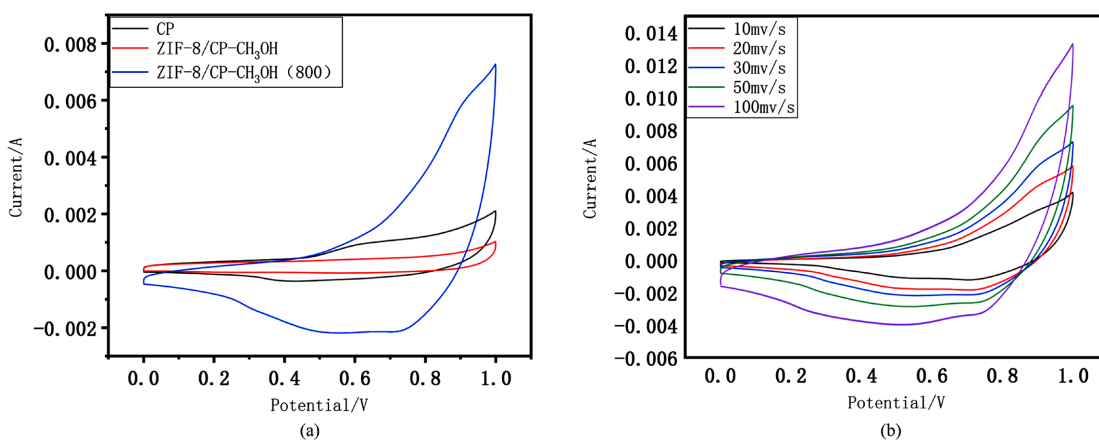 CP
ZIF-8/CP-CH₃OH
ZIF-8/CP-CH₃OH（800）
0.008
0.006
0.004
0.002
0.000
-0.002
Current/A
0.0 0.2 0.4 0.6 0.8 1.0
Potential/V
(a)
10mv/s
20mv/s
30mv/s
50mv/s
100mv/s
0.014
0.012
0.010
0.008
0.006
0.004
0.002
0.000
-0.002
-0.004
-0.006
Current/A
0.0 0.2 0.4 0.6 0.8 1.0
Potential/V
(b)